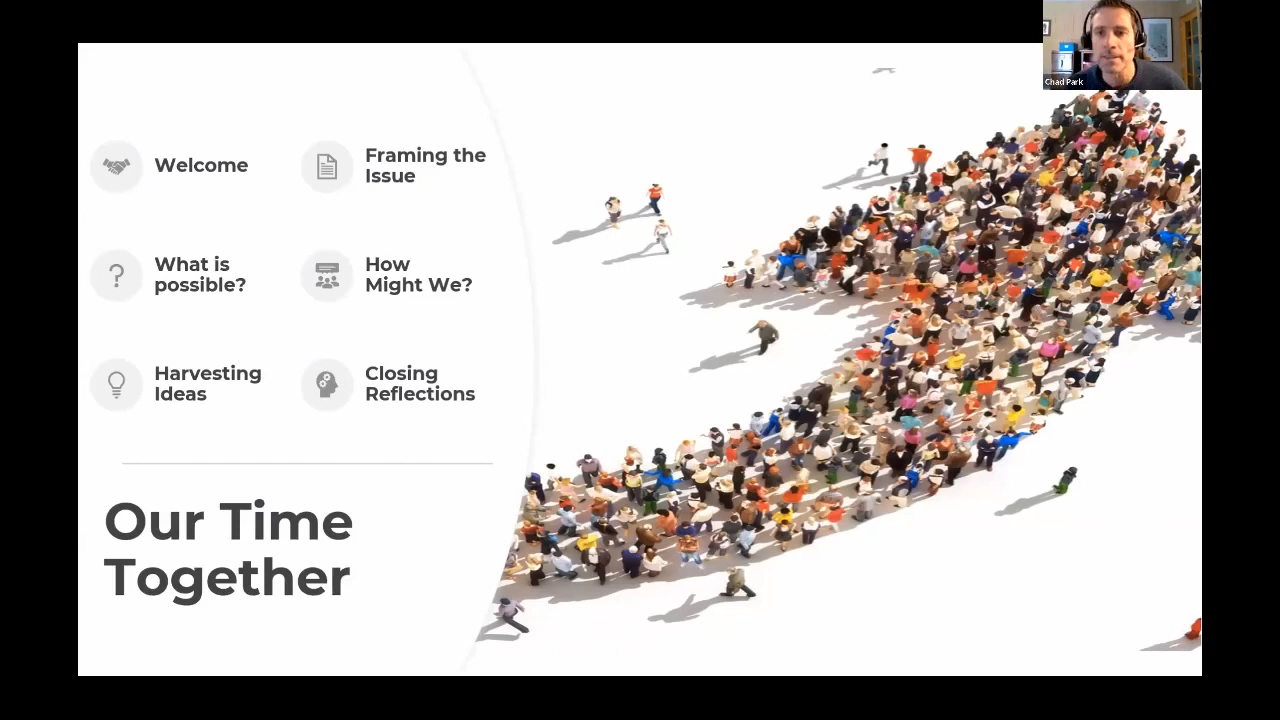 Chad Park
Welcome
Framing the
Issue
What is
possible?
How
Might We?
Harvesting
Ideas
Closing
Reflections
Our Time
Together